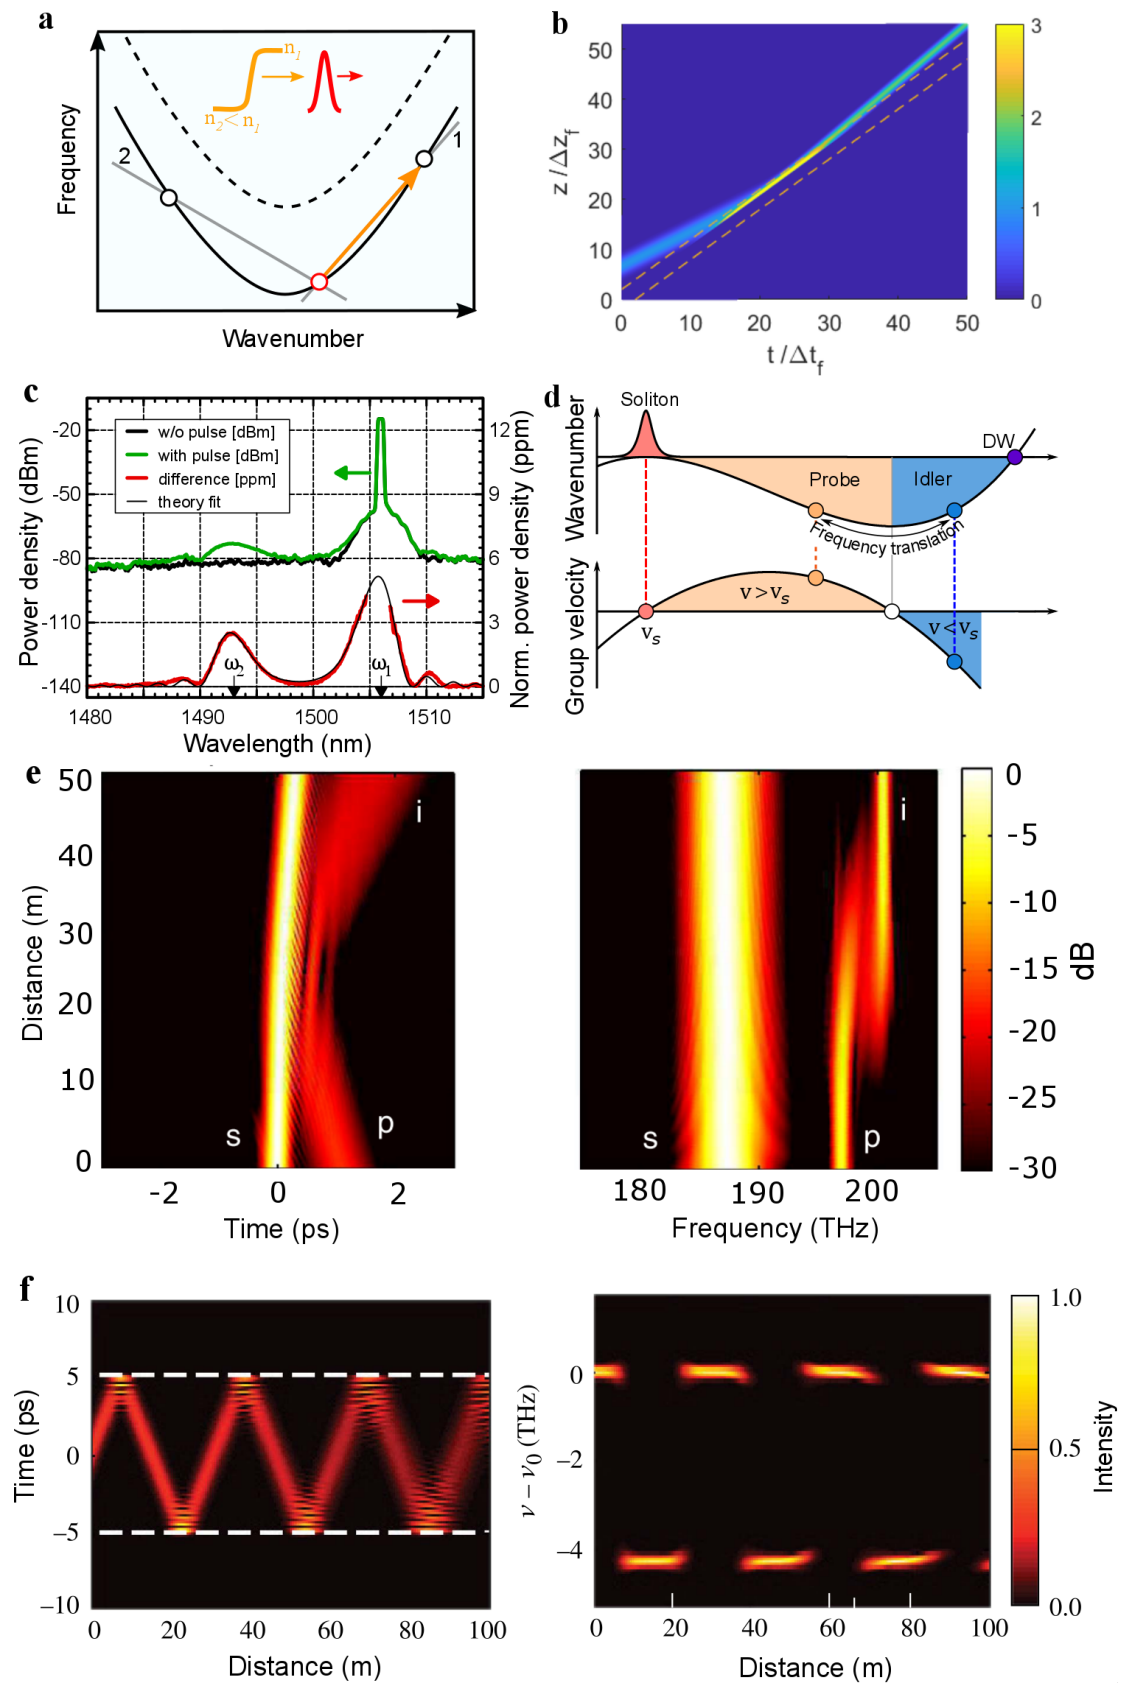 a
Frequency
n1
n2< n1
2
1
Wavenumber
b
z /Δzf
50
40
30
20
10
0
0 10 20 30 40 50
t /Δtf
3
2
1
0
c
Power density (dBm)
-20
-50
-80
-110
-140
w/o pulse [dBm]
with pulse [dBm]
difference [ppm]
theory fit
ω2
ω1
12
9
6
3
0
Norm. power density (ppm)
1480 1490 1500 1510
Wavelength (nm)
d
Soliton
Wavenumber
DW
Probe
Idler
Frequency translation
Group velocity
v>vs
vs
v<vs
e
Distance (m)
50
40
30
20
10
0
i
s
p
-2 0 2
Time (ps)
i
s
p
180 190 200
Frequency (THz)
0
-5
-10
-15
-20
-25
-30
dB
f
Time (ps)
10
5
0
−5
−10
0 20 40 60 80 100
Distance (m)
ν − ν0 (THz)
0
−2
−4
0 20 40 60 80 100
Distance (m)
1.0
0.5
0.0
Intensity